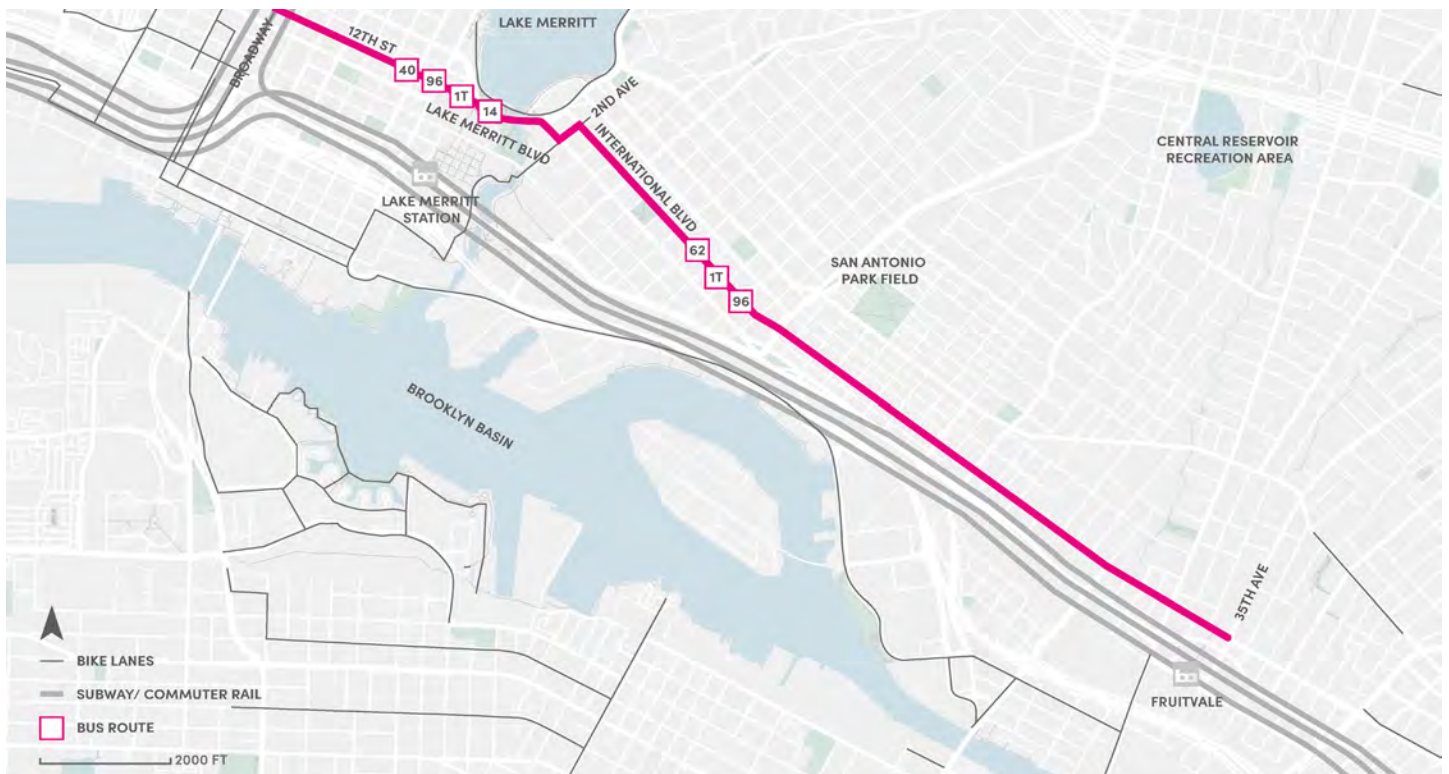 LAKE MERRITT
12TH ST
BROADWAY
40
96
1T
14
LAKE MERRITT BLVD
2ND AVE
INTERNATIONAL BLVD
CENTRAL RESERVOIR
RECREATION AREA
LAKE MERRITT
STATION
62
1T
96
SAN ANTONIO
PARK FIELD
BROOKLYN BASIN
35TH AVE
FRUITVALE
BIKE LANES
SUBWAY/ COMMUTER RAIL
BUS ROUTE
2000 FT